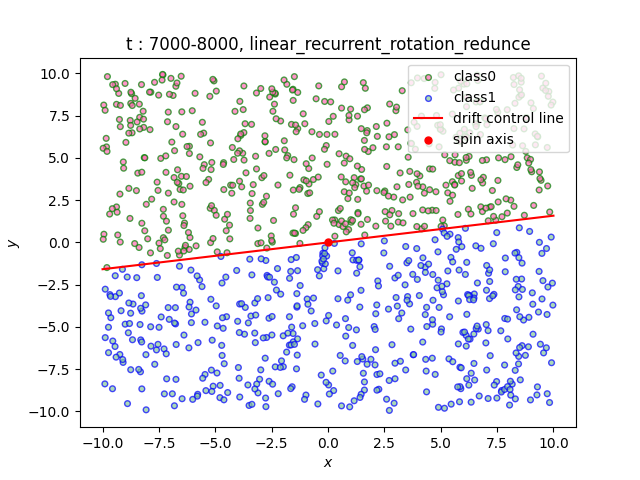 t : 7000-8000, linear_recurrent_rotation_redunce
class0
class1
drift control line
spin axis
10.0
7.5
5.0
2.5
0.0
−2.5
−5.0
−7.5
−10.0
y
−10.0 −7.5 −5.0 −2.5 0.0 2.5 5.0 7.5 10.0
x